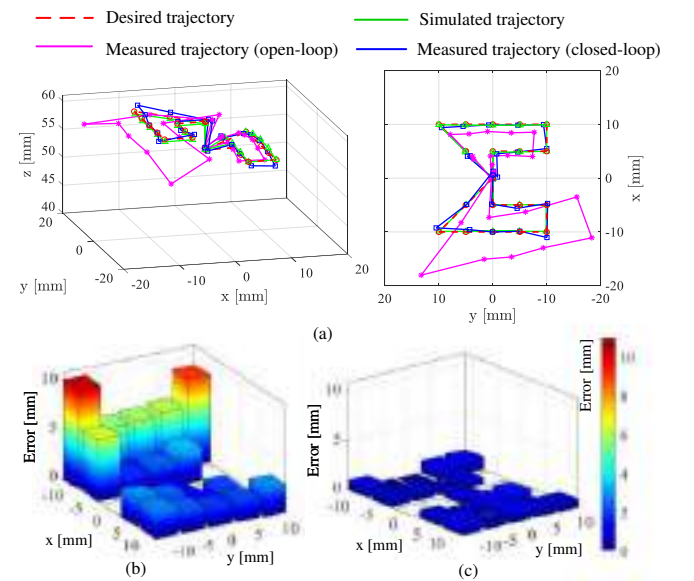 Desired trajectory
Simulated trajectory
Measured trajectory (open-loop)
Measured trajectory (closed-loop)
60
55
50
45
40
z [mm]
20
0
-20
y [mm]
-20
-10
0
10
20
x [mm]
20
10
0
-10
-20
x [mm]
20
10
0
-10
-20
y [mm]
(a)
10
5
0
Error [mm]
-10
-5
0
5
10
x [mm]
-10
-5
0
5
10
y [mm]
(b)
10
5
0
Error [mm]
-10
-5
0
5
10
x [mm]
-10
-5
0
5
10
y [mm]
(c)
Error [mm]
10
8
6
4
2
0